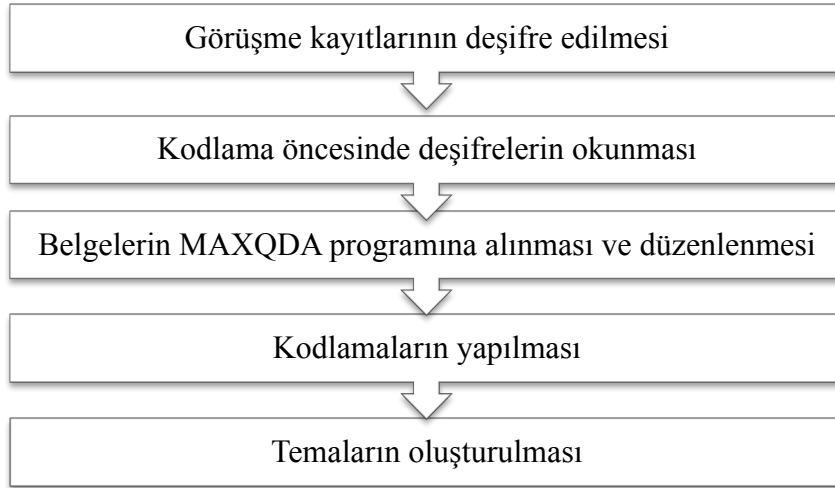 Görüşme kayıtlarının deşifre edilmesi
Kodlama öncesinde deşifrelerin okunması
Belgelerin MAXQDA programına alınması ve düzenlenmesi
Kodlamaların yapılması
Temaların oluşturulması